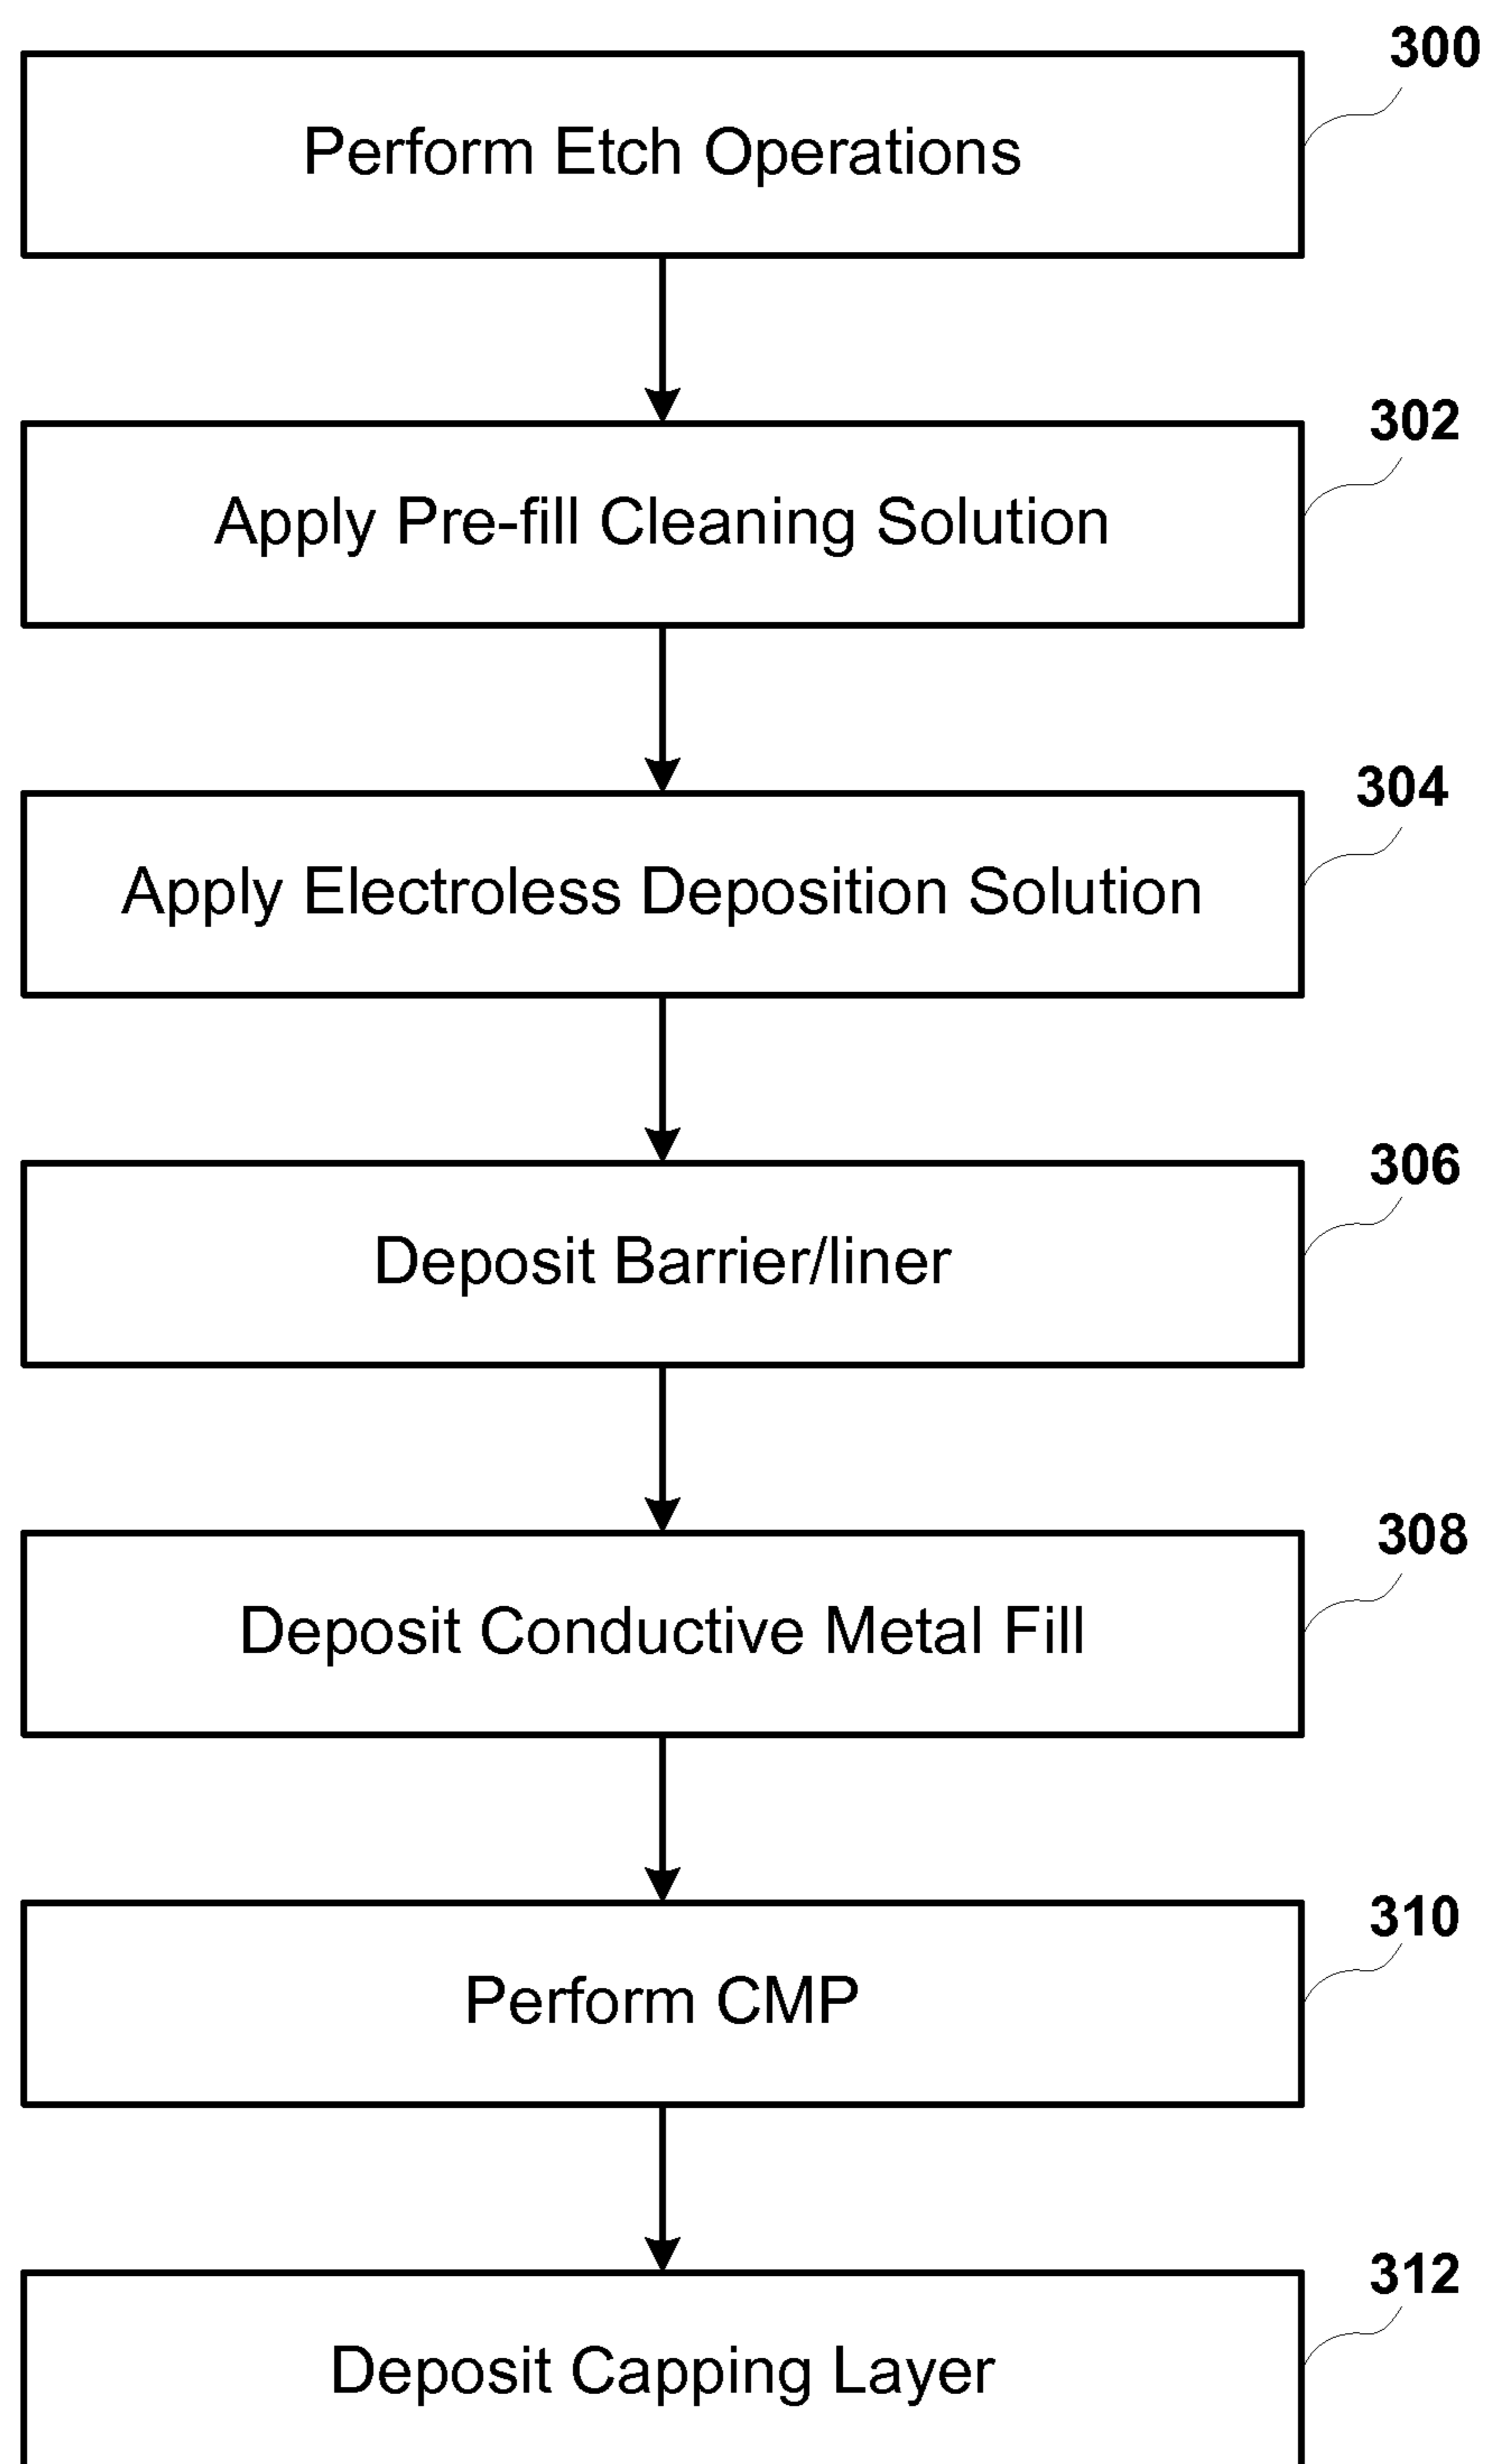 300
Perform Etch Operations
302
Apply Pre-fill Cleaning Solution
304
Apply Electroless Deposition Solution
306
Deposit Barrier/liner
308
Deposit Conductive Metal Fill
310
Perform CMP
312
Deposit Capping Layer